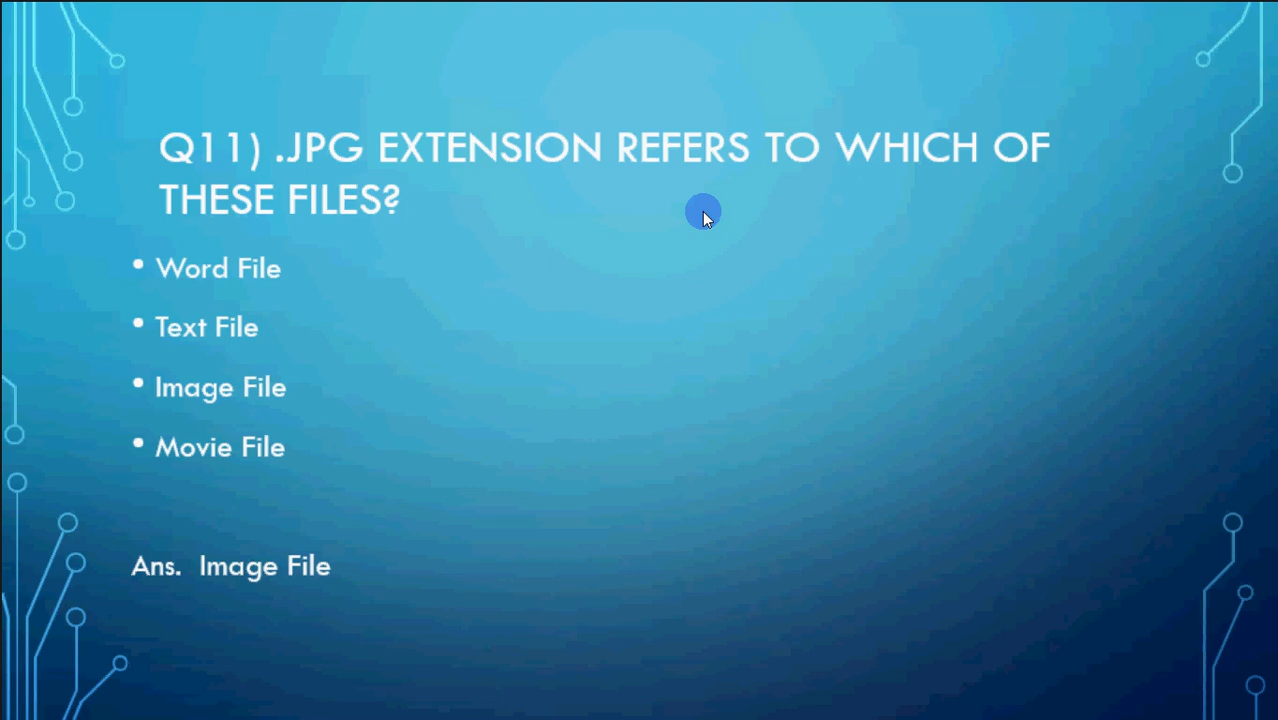 Q11) .JPG EXTENSION REFERS TO WHICH OF
THESE FILES?
• Word File
• Text File
• Image File
• Movie File
Ans.  Image File